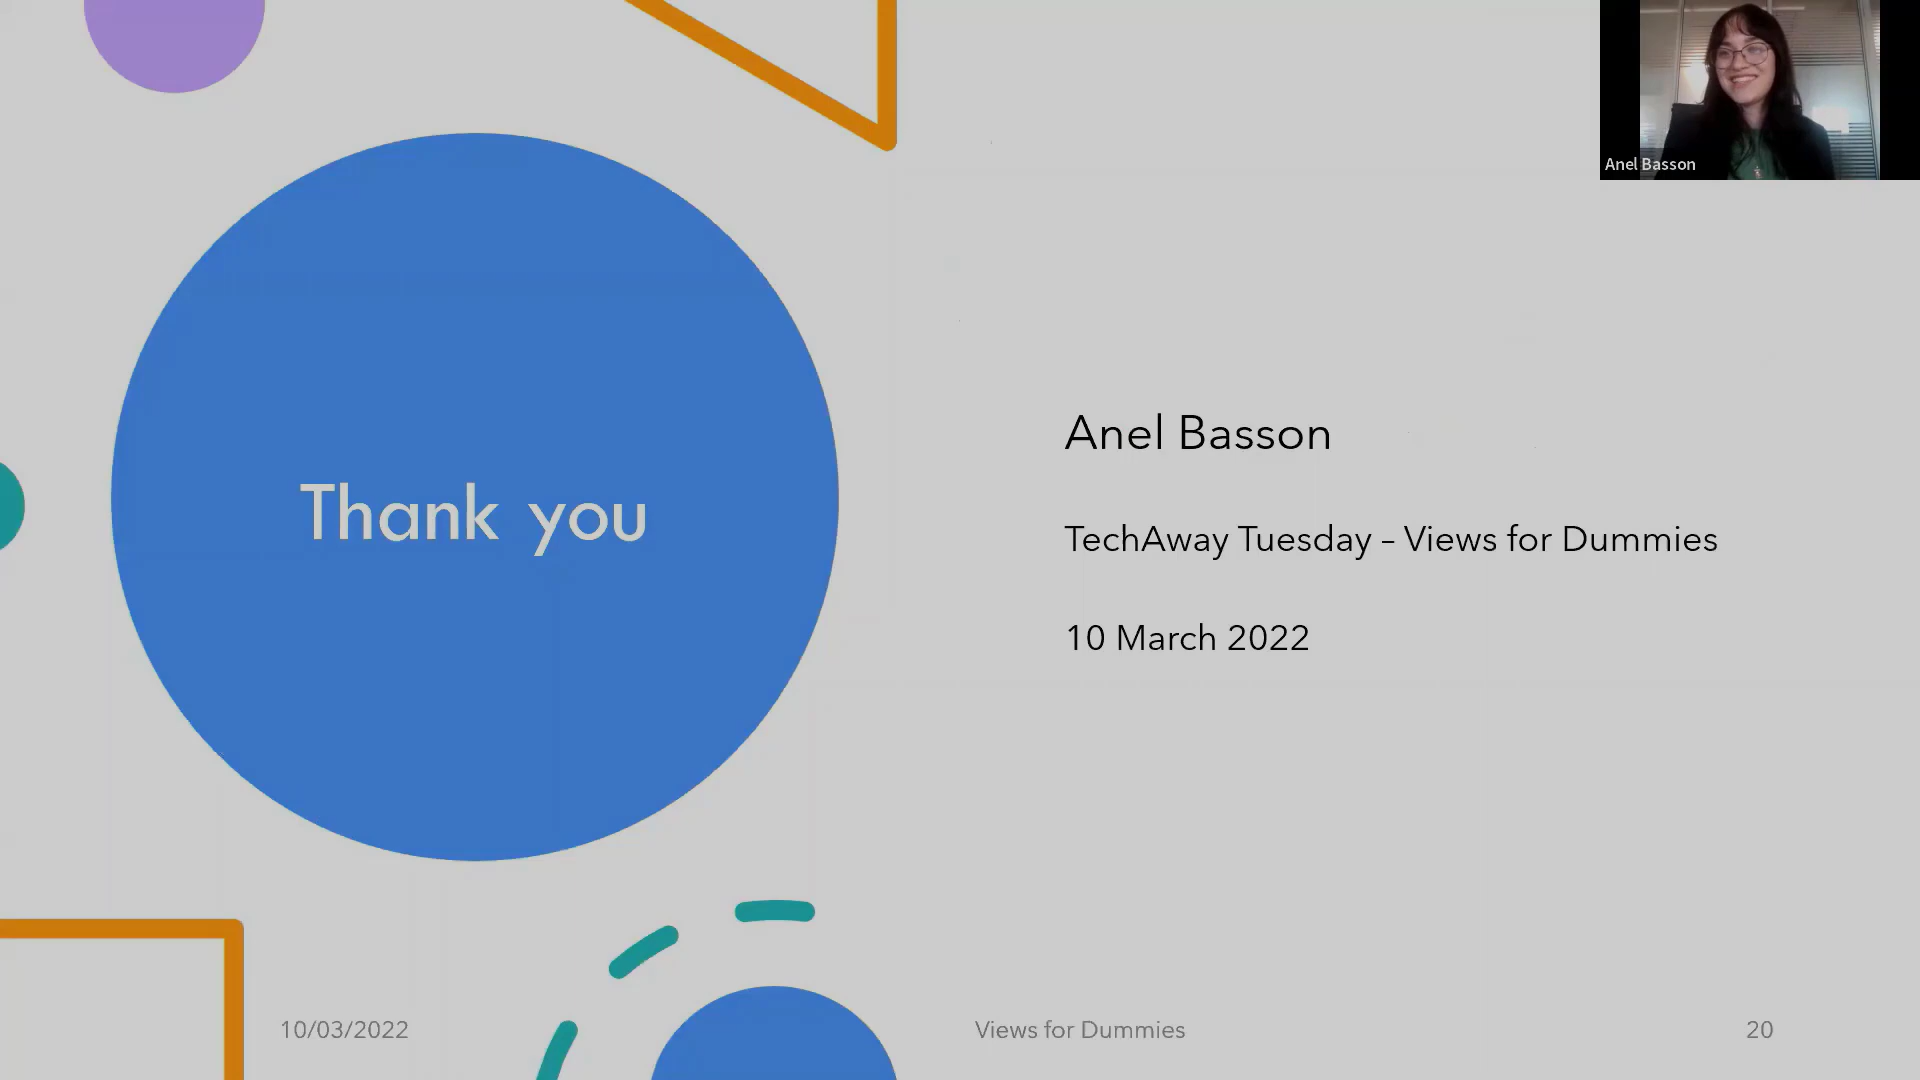 Anel Basson
Thank you
Anel Basson
TechAway Tuesday – Views for Dummies
10 March 2022
10/03/2022
Views for Dummies
20